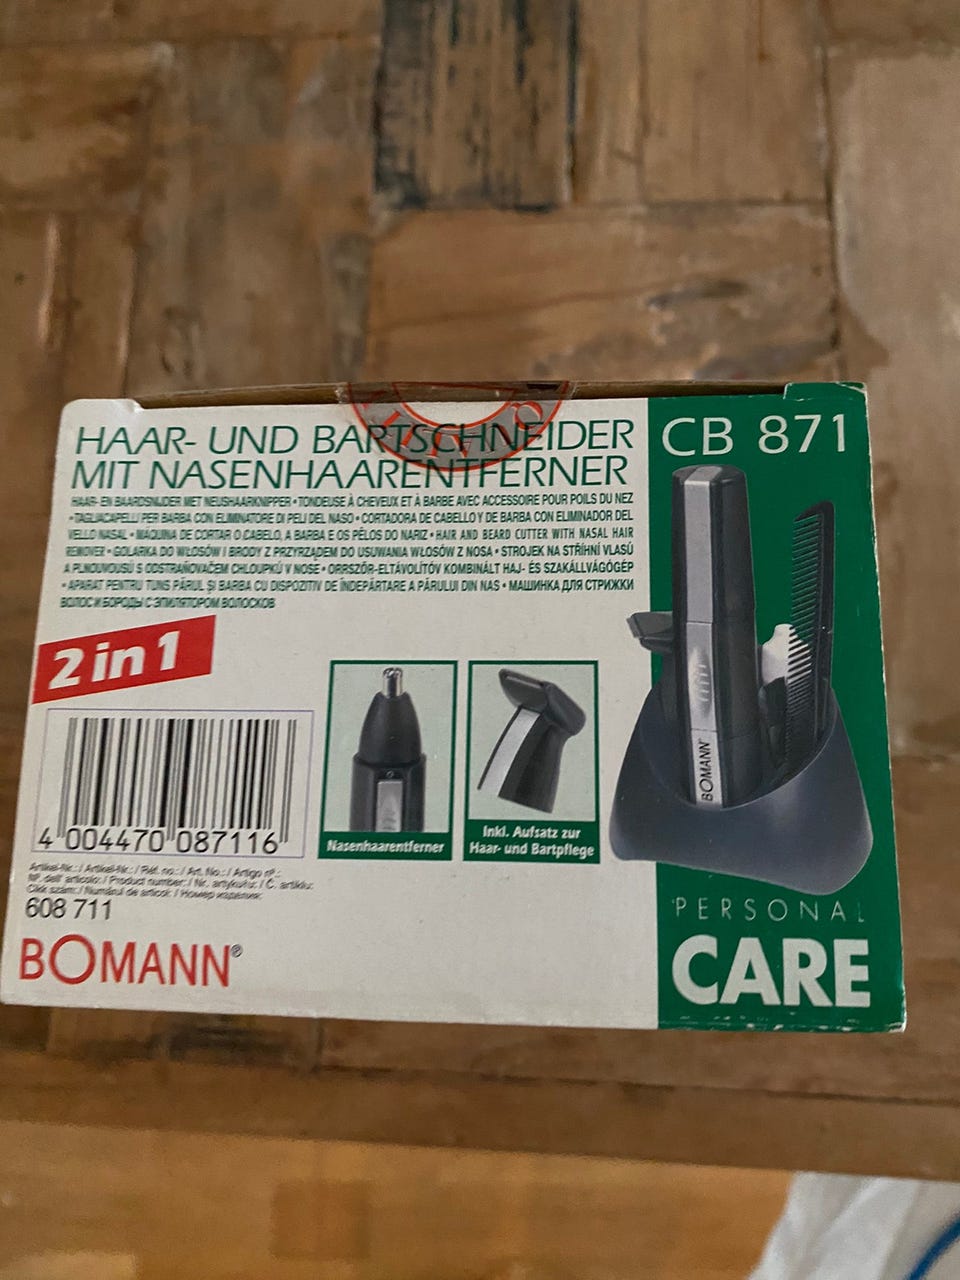 HAAR- UND BARTSCHNEIDER
MIT NASENHAARENTFERNER
HAAR- EN BAARDSNIJDER MET NEUSHAARKNIPPER • TONDEUSE À CHEVEUX ET À BARBE AVEC ACCESSOIRE POUR POILS DU NEZ
• TAGLIACAPELLI PER BARBA CON ELIMINATORE DI PELI DEL NASO • CORTADORA DE CABELLO Y DE BARBA CON ELIMINADOR DEL
VELLO NASAL • MÁQUINA DE CORTAR O CABELO, A BARBA E OS PÊLOS DO NARIZ • HAIR AND BEARD CUTTER WITH NASAL HAIR
REMOVER • GOLARKA DO WŁOSÓW I BRODY Z PRZYRZĄDEM DO USUWANIA WŁOSÓW Z NOSA • STROJEK NA STŘÍHNÍ VLASŮ
A PLNOUVOUSŮ S ODSTRAŇOVAČEM CHLOUPKŮ V NOSE • ORRSZŐR-ELTÁVOLÍTÓV KOMBINÁLT HAJ- ÉS SZAKÁLLVÁGÓGÉP
• APARAT PENTRU TUNS PĂRUL ŞI BARBA CU DISPOZITIV DE ÎNDEPĂRTARE A PĂRULUI DIN NAS • МАШИНКА ДЛЯ СТРИЖКИ
ВОЛОС И БОРОДЫ С ЭПИЛЯТОРОМ ВОЛОСКОВ
CB 871
2 in 1
BOMANN
Nasenhaarentferner
Inkl. Aufsatz zur
Haar- und Bartpflege
4 004470 087116
Artikel-Nr.: / Artikel-Nr.: / Réf. no.: / Art. No.: / Artigo nº.:
Nº. dell' articolo: / Product number: / Nr. artykułu: / Č. artiklu:
Cikk szám: / Numărul de articol: / Номер изделия:
608 711
BOMANN®
PERSONAL
CARE